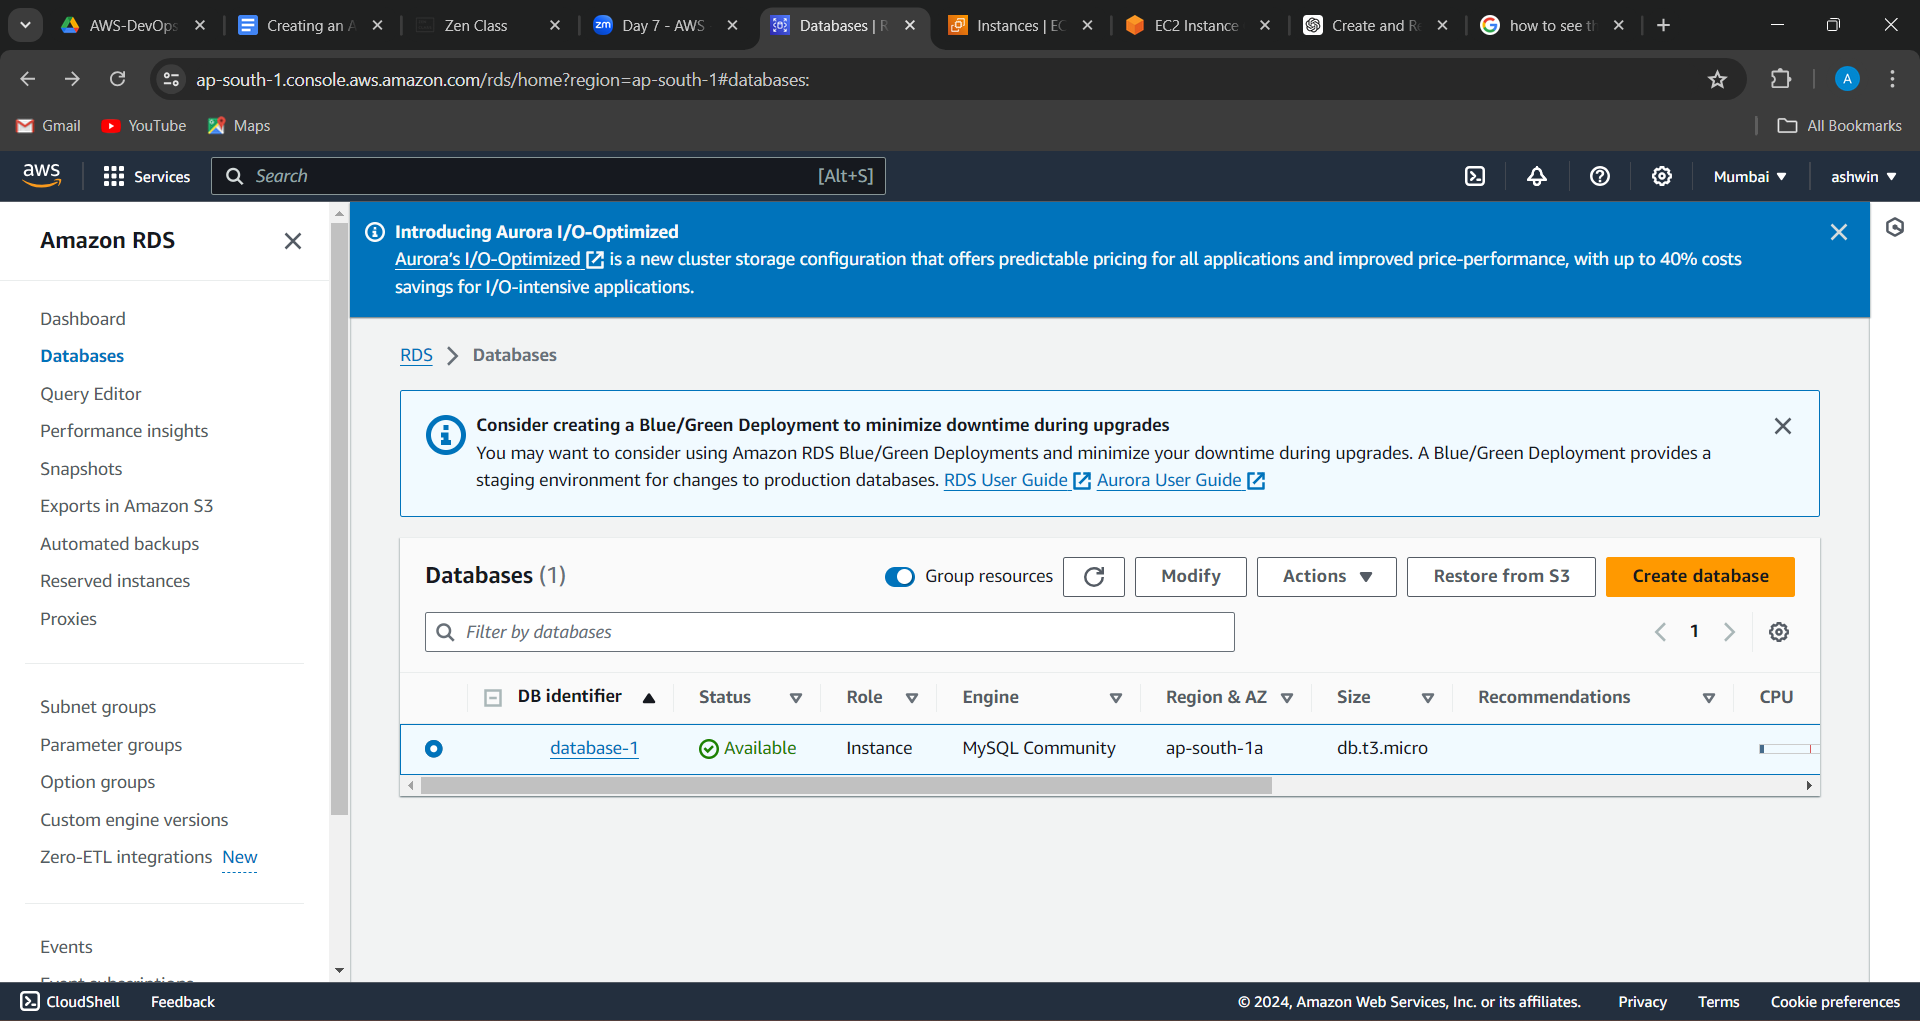 AWS-DevOps
Creating an A
Zen Class
Day 7 - AWS
Databases | R
Instances | EC
EC2 Instance
Create and Re
how to see th
ap-south-1.console.aws.amazon.com/rds/home?region=ap-south-1#databases:
A
Gmail
YouTube
Maps
All Bookmarks
aws
Services
Search
[Alt+S]
Mumbai
ashwin
Amazon RDS
Dashboard
Databases
Query Editor
Performance insights
Snapshots
Exports in Amazon S3
Automated backups
Reserved instances
Proxies
Subnet groups
Parameter groups
Option groups
Custom engine versions
Zero-ETL integrations New
Events
Event subscriptions
Introducing Aurora I/O-Optimized
Aurora's I/O-Optimized is a new cluster storage configuration that offers predictable pricing for all applications and improved price-performance, with up to 40% costs
savings for I/O-intensive applications.
RDS > Databases
Consider creating a Blue/Green Deployment to minimize downtime during upgrades
You may want to consider using Amazon RDS Blue/Green Deployments and minimize your downtime during upgrades. A Blue/Green Deployment provides a
staging environment for changes to production databases. RDS User Guide Aurora User Guide
Databases (1)
Group resources
Modify
Actions
Restore from S3
Create database
Filter by databases
1
DB identifier Status Role Engine Region & AZ Size Recommendations CPU
database-1 Available Instance MySQL Community ap-south-1a db.t3.micro
CloudShell
Feedback
© 2024, Amazon Web Services, Inc. or its affiliates.
Privacy
Terms
Cookie preferences